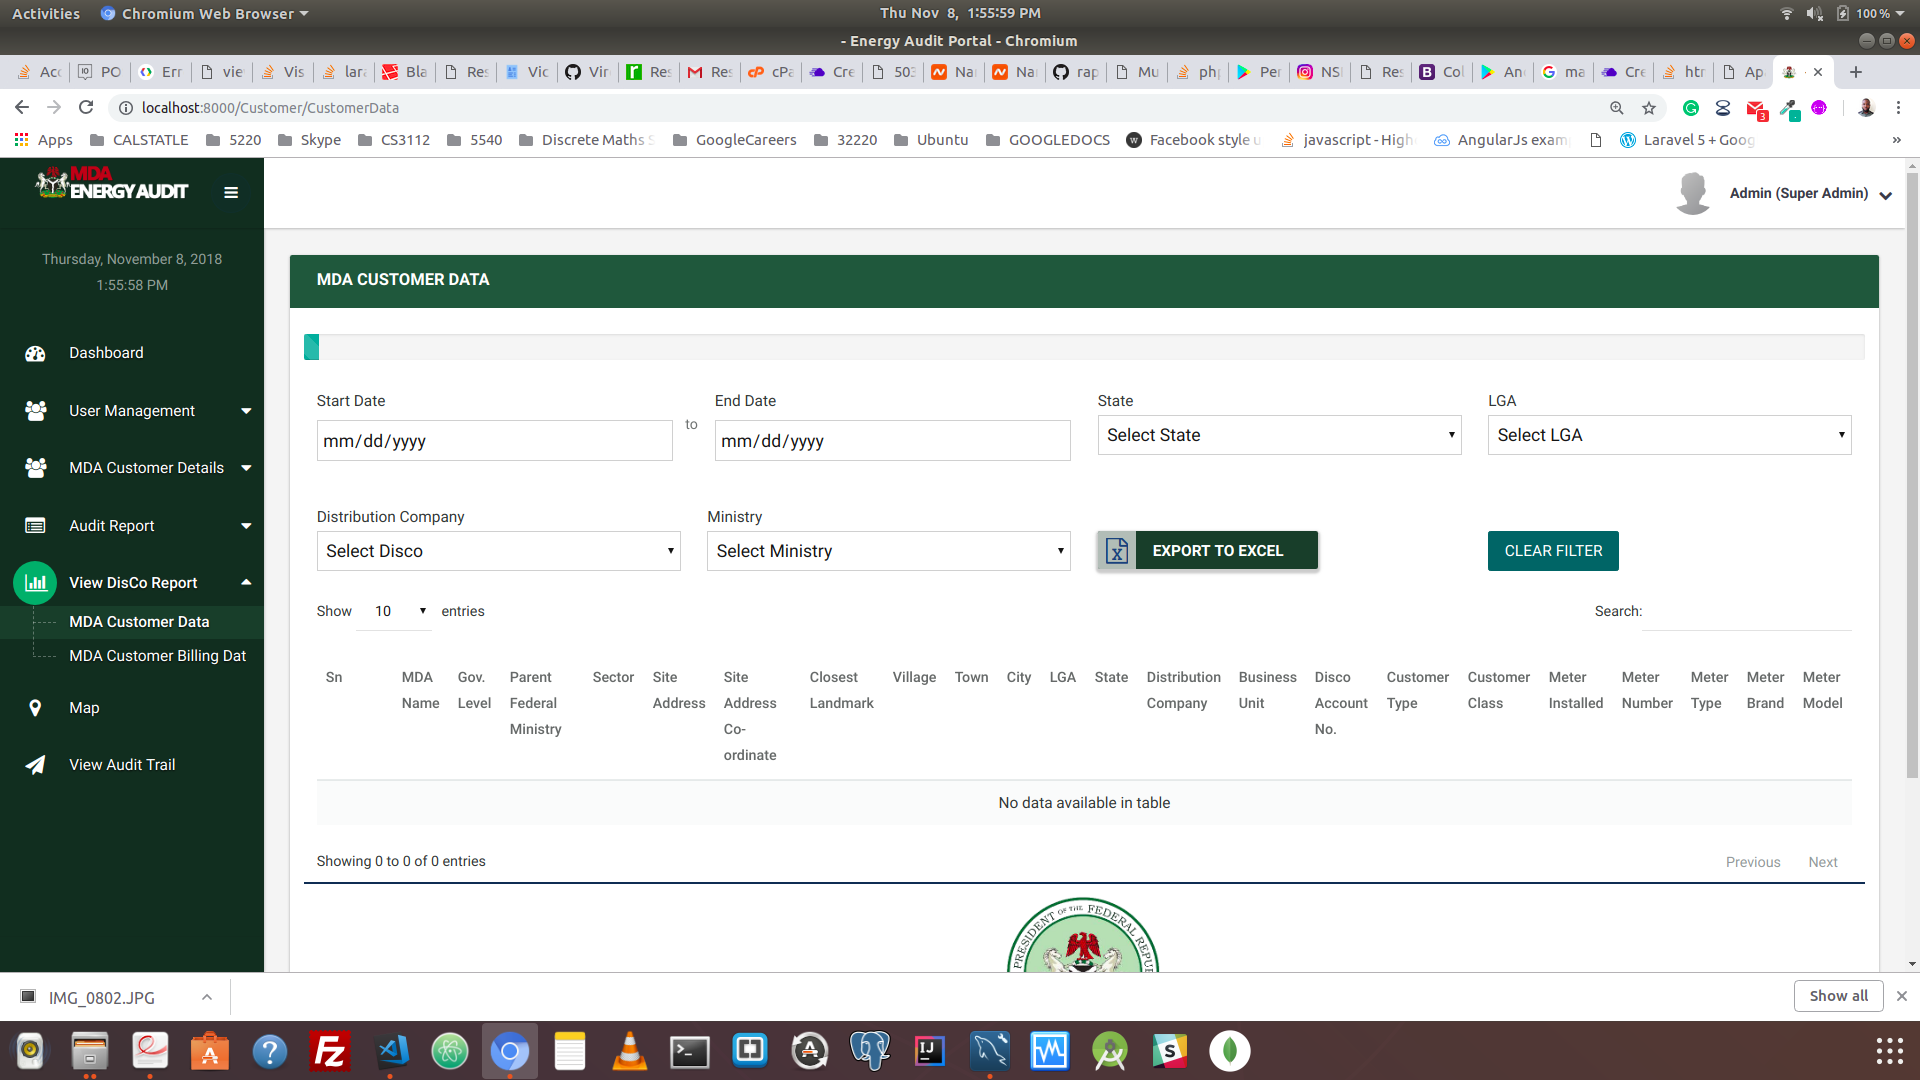 Activities Chromium Web Browser Thu Nov 8, 1:55:59 PM 100 %
- Energy Audit Portal - Chromium
Acc PO Err vie Vis lara Bla Res Vic Vir Res Res cPa Cre 503 Na Na rap Mu php Per NS Res Col An ma Cre htr Ap
localhost:8000/Customer/CustomerData 3
Apps CALSTATLE 5220 Skype CS3112 5540 Discrete Maths S GoogleCareers 32220 Ubuntu GOOGLEDOCS Facebook style u javascript - High AngularJs exam Laravel 5 + Goog »
MDA
ENERGY AUDIT
Admin (Super Admin)
Thursday, November 8, 2018
1:55:58 PM
Dashboard
User Management
MDA Customer Details
Audit Report
View DisCo Report
MDA Customer Data
MDA Customer Billing Dat
Map
View Audit Trail
MDA CUSTOMER DATA
Start Date to End Date State LGA
mm/dd/yyyy mm/dd/yyyy Select State Select LGA
Distribution Company Ministry
Select Disco Select Ministry EXPORT TO EXCEL CLEAR FILTER
Show 10 entries Search:
Sn MDA Gov. Parent Sector Site Site Closest Village Town City LGA State Distribution Business Disco Customer Customer Meter Meter Meter Meter Meter
Name Level Federal Address Address Landmark Company Unit Account Type Class Installed Number Type Brand Model
Ministry Co- No.
ordinate
No data available in table
Showing 0 to 0 of 0 entries Previous Next
PRESIDENT OF THE FEDERAL REPU
IMG_0802.JPG Show all